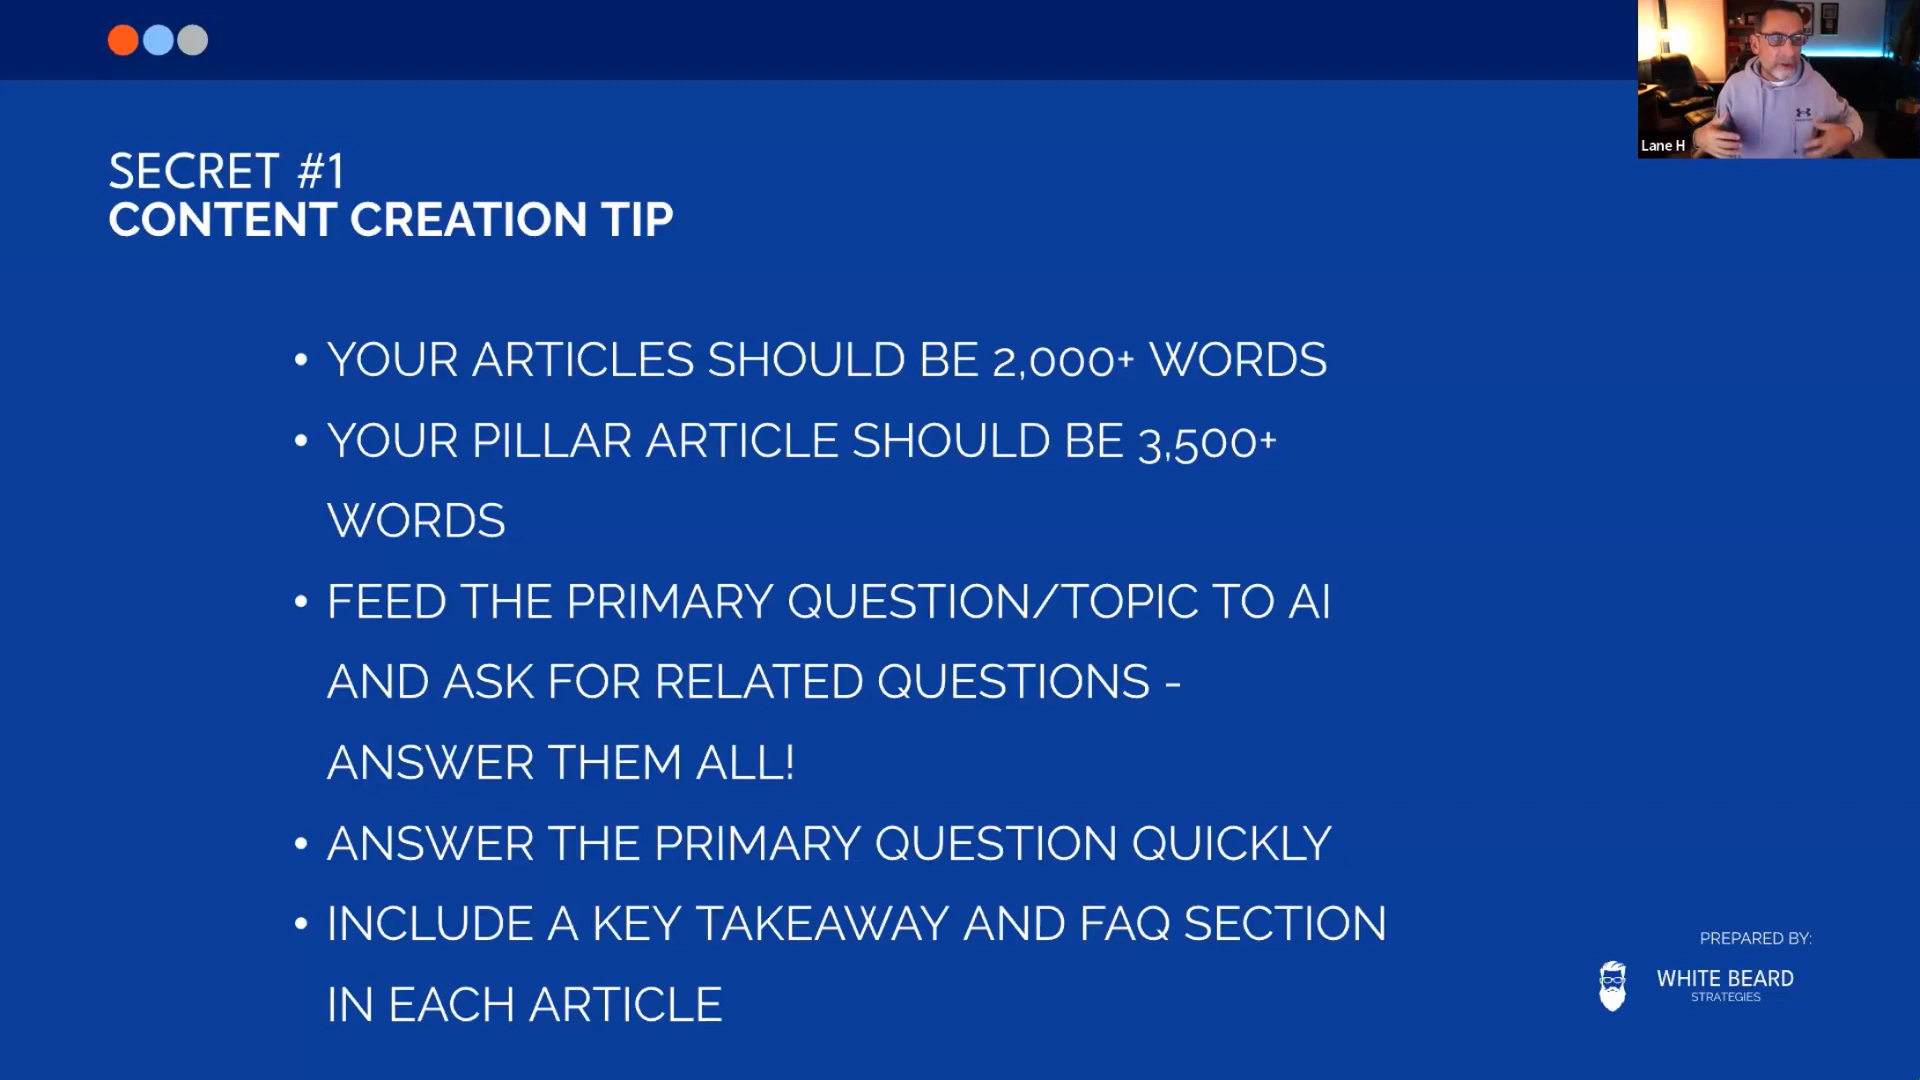 Lane H
SECRET #1
CONTENT CREATION TIP
• YOUR ARTICLES SHOULD BE 2,000+ WORDS
• YOUR PILLAR ARTICLE SHOULD BE 3,500+
WORDS
• FEED THE PRIMARY QUESTION/TOPIC TO AI
AND ASK FOR RELATED QUESTIONS -
ANSWER THEM ALL!
• ANSWER THE PRIMARY QUESTION QUICKLY
• INCLUDE A KEY TAKEAWAY AND FAQ SECTION
IN EACH ARTICLE
PREPARED BY:
WHITE BEARD
STRATEGIES